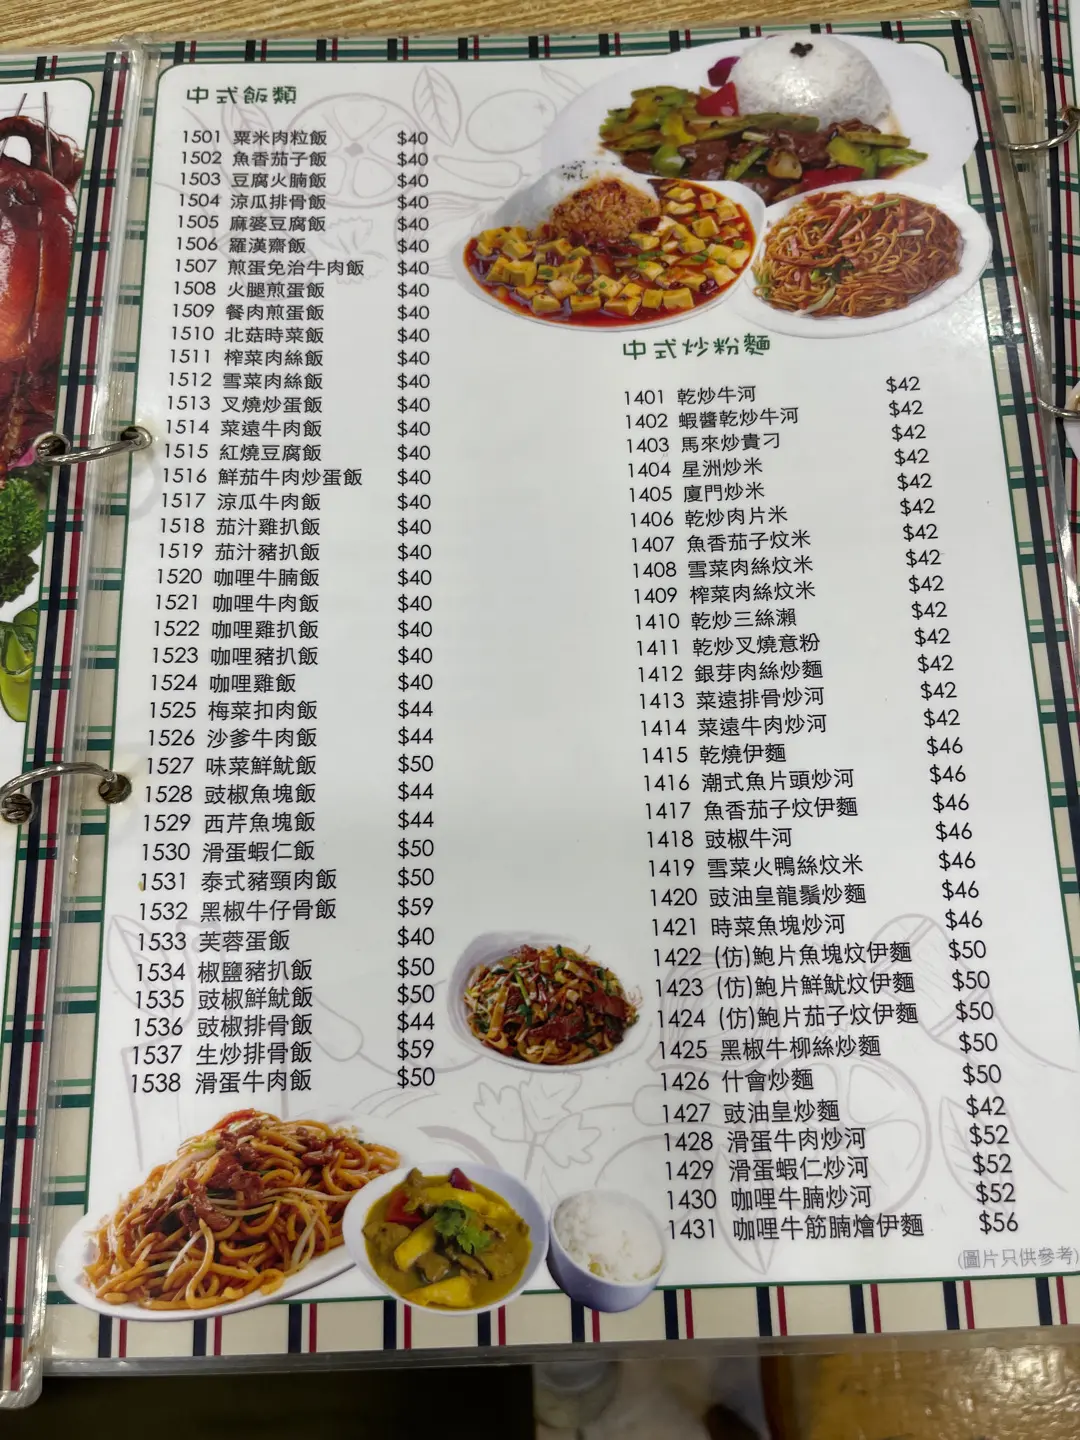 中式飯類
1501 粟米肉粒飯 $40
1502 魚香茄子飯 $40
1503 豆腐火腩飯 $40
1504 涼瓜排骨飯 $40
1505 麻婆豆腐飯 $40
1506 羅漢齋飯 $40
1507 煎蛋免治牛肉飯 $40
1508 火腿煎蛋飯 $40
1509 餐肉煎蛋飯 $40
1510 北菇時菜飯 $40
1511 榨菜肉絲飯 $40
1512 雪菜肉絲飯 $40
1513 叉燒炒蛋飯 $40
1514 菜遠牛肉飯 $40
1515 紅燒豆腐飯 $40
1516 鮮茄牛肉炒蛋飯 $40
1517 涼瓜牛肉飯 $40
1518 茄汁雞扒飯 $40
1519 茄汁豬扒飯 $40
1520 咖哩牛腩飯 $40
1521 咖哩牛肉飯 $40
1522 咖哩雞扒飯 $40
1523 咖哩豬扒飯 $40
1524 咖哩雞飯 $40
1525 梅菜扣肉飯 $44
1526 沙爹牛肉飯 $44
1527 味菜鮮魷飯 $50
1528 豉椒魚塊飯 $44
1529 西芹魚塊飯 $44
1530 滑蛋蝦仁飯 $50
1531 泰式豬頸肉飯 $50
1532 黑椒牛仔骨飯 $59
1533 芙蓉蛋飯 $40
1534 椒鹽豬扒飯 $50
1535 豉椒鮮魷飯 $50
1536 豉椒排骨飯 $44
1537 生炒排骨飯 $59
1538 滑蛋牛肉飯 $50
中式炒粉麵
1401 乾炒牛河 $42
1402 蝦醬乾炒牛河 $42
1403 馬來炒貴刁 $42
1404 星洲炒米 $42
1405 廈門炒米 $42
1406 乾炒肉片米 $42
1407 魚香茄子炆米 $42
1408 雪菜肉絲炆米 $42
1409 榨菜肉絲炆米 $42
1410 乾炒三絲瀨 $42
1411 乾炒叉燒意粉 $42
1412 銀芽肉絲炒麵 $42
1413 菜遠排骨炒河 $42
1414 菜遠牛肉炒河 $42
1415 乾燒伊麵 $46
1416 潮式魚片頭炒河 $46
1417 魚香茄子炆伊麵 $46
1418 豉椒牛河 $46
1419 雪菜火鴨絲炆米 $46
1420 豉油皇龍鬚炒麵 $46
1421 時菜魚塊炒河 $46
1422 (仿)鮑片魚塊炆伊麵 $50
1423 (仿)鮑片鮮魷炆伊麵 $50
1424 (仿)鮑片茄子炆伊麵 $50
1425 黑椒牛柳絲炒麵 $50
1426 什會炒麵 $50
1427 豉油皇炒麵 $42
1428 滑蛋牛肉炒河 $52
1429 滑蛋蝦仁炒河 $52
1430 咖哩牛腩炒河 $52
1431 咖哩牛筋腩燴伊麵 $56
(圖片只供參考)